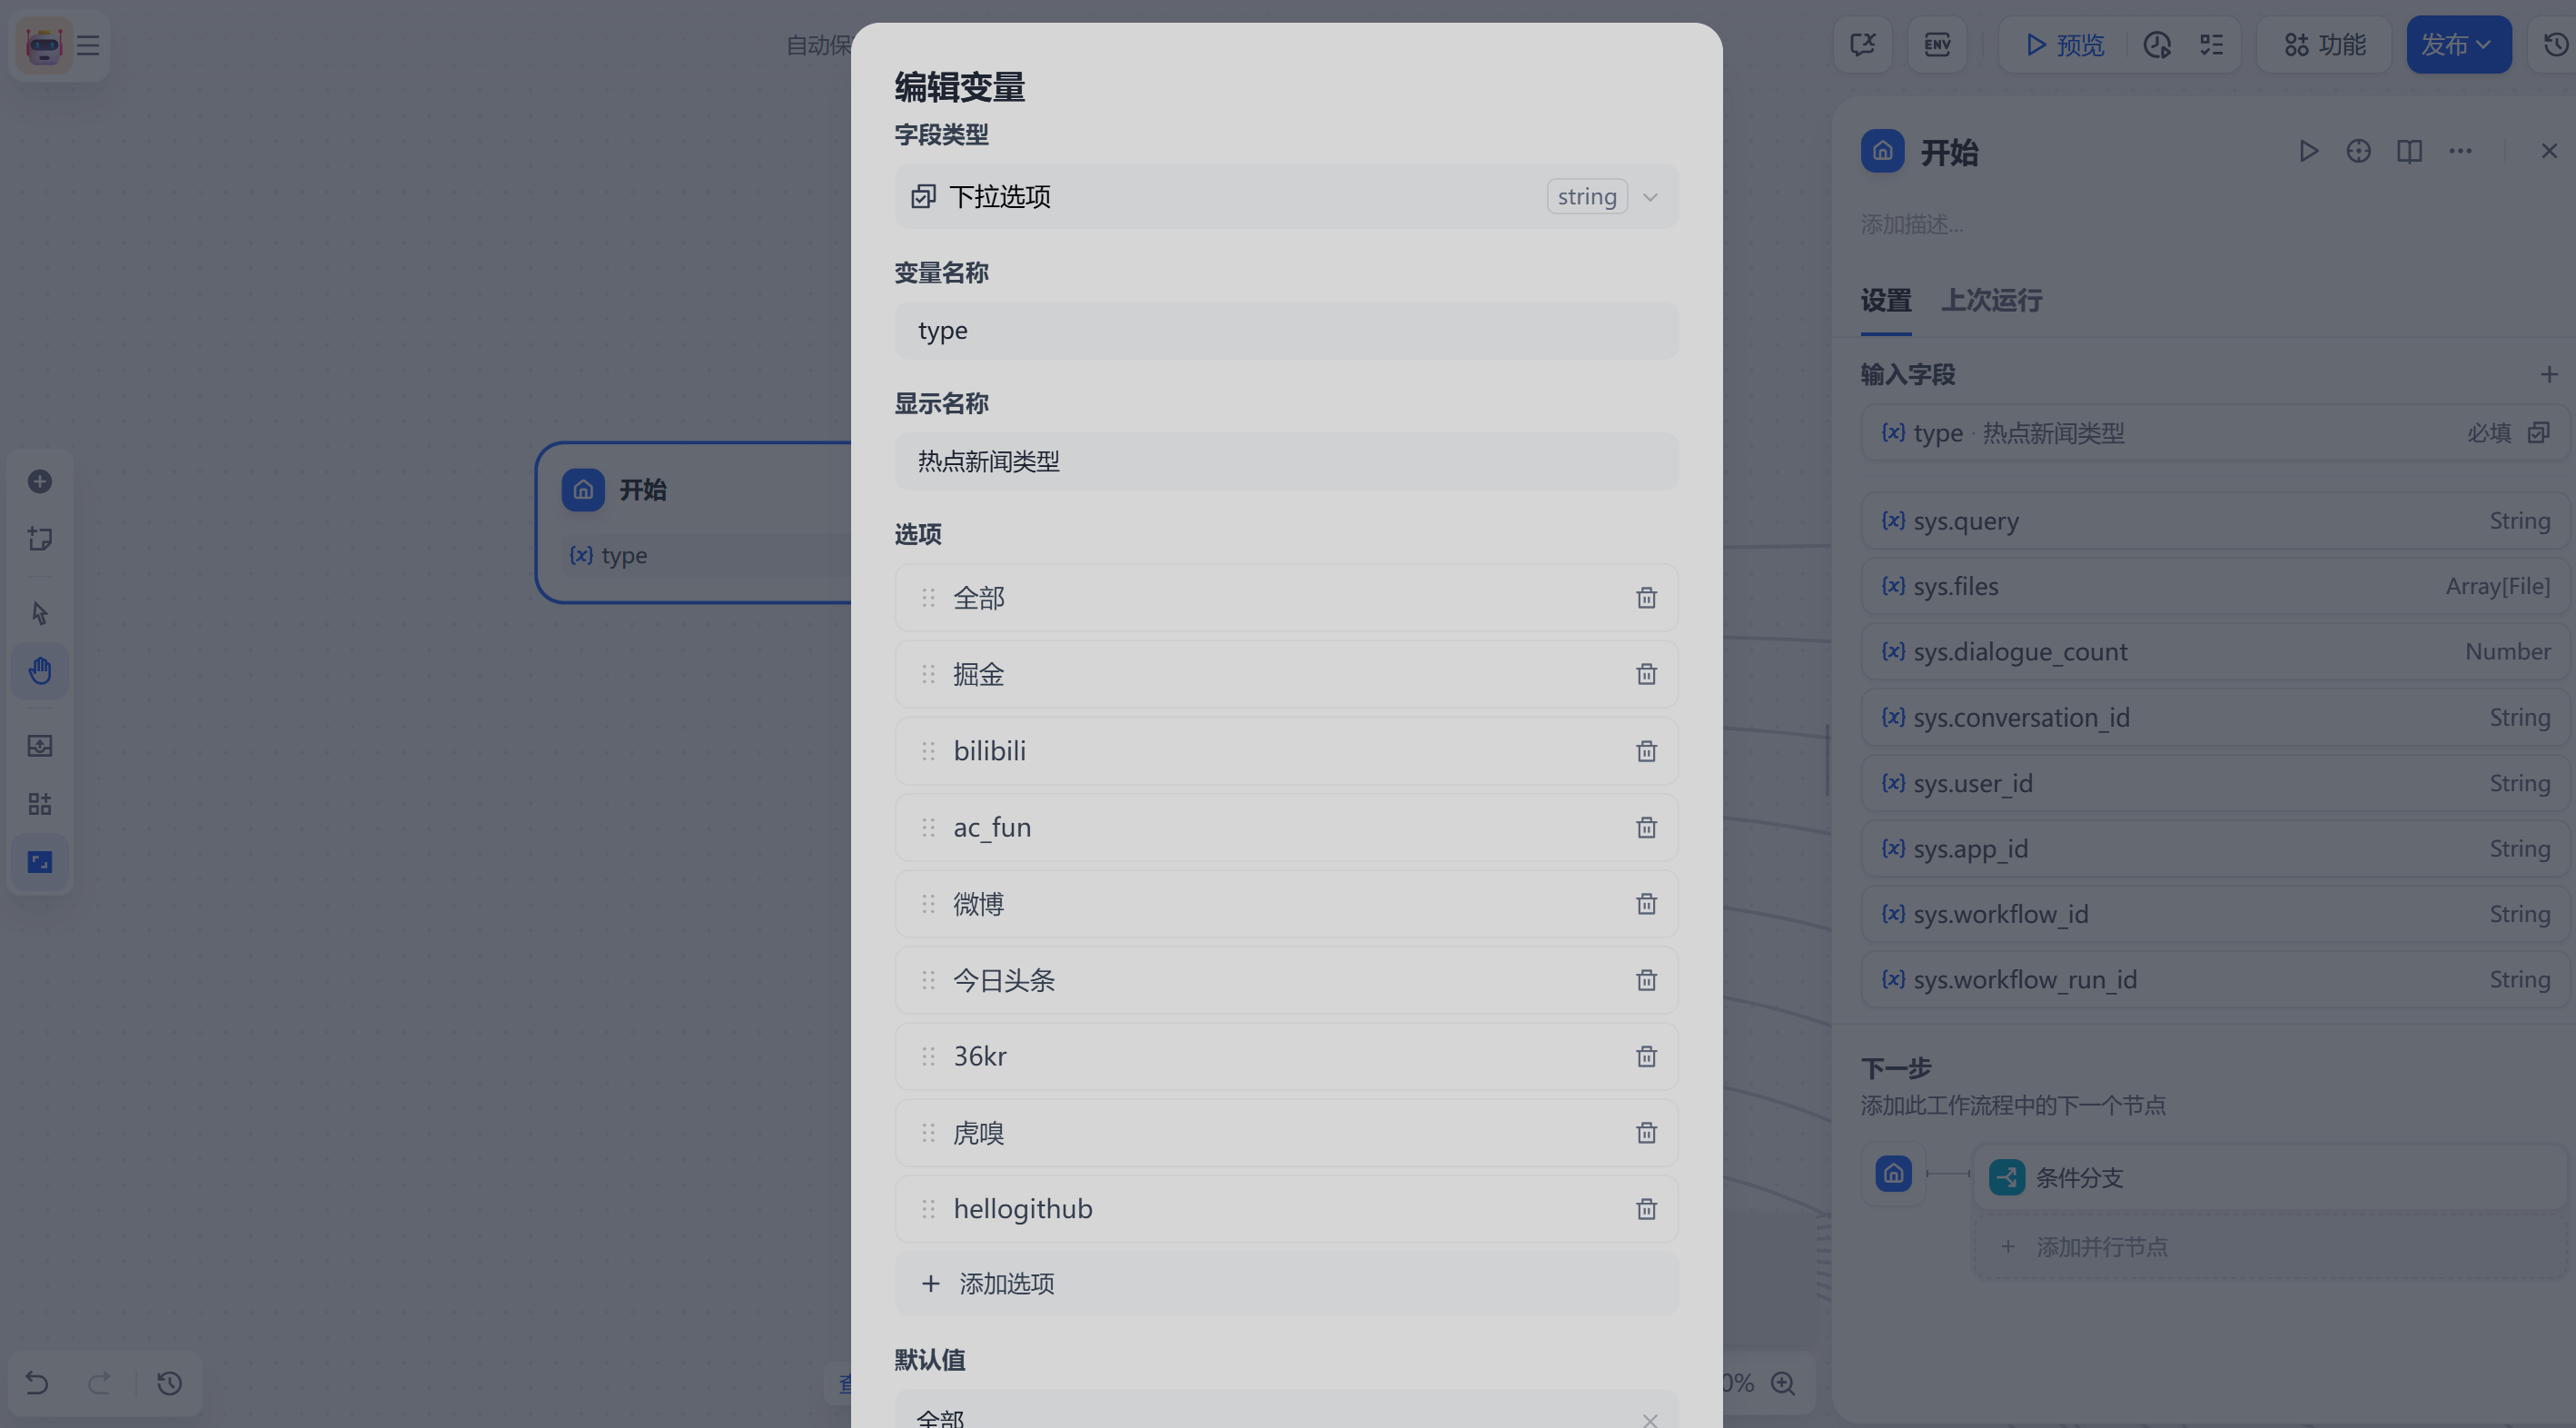 自动保
ENV
预览
功能
发布
编辑变量
字段类型
下拉选项
string
变量名称
type
显示名称
热点新闻类型
选项
全部
掘金
bilibili
ac_fun
微博
今日头条
36kr
虎嗅
hellogithub
添加选项
默认值
全部
开始
{x} type
0%
开始
添加描述...
设置 上次运行
输入字段
{x} type · 热点新闻类型 必填
{x} sys.query String
{x} sys.files Array[File]
{x} sys.dialogue_count Number
{x} sys.conversation_id String
{x} sys.user_id String
{x} sys.app_id String
{x} sys.workflow_id String
{x} sys.workflow_run_id String
下一步
添加此工作流程中的下一个节点
条件分支
添加并行节点